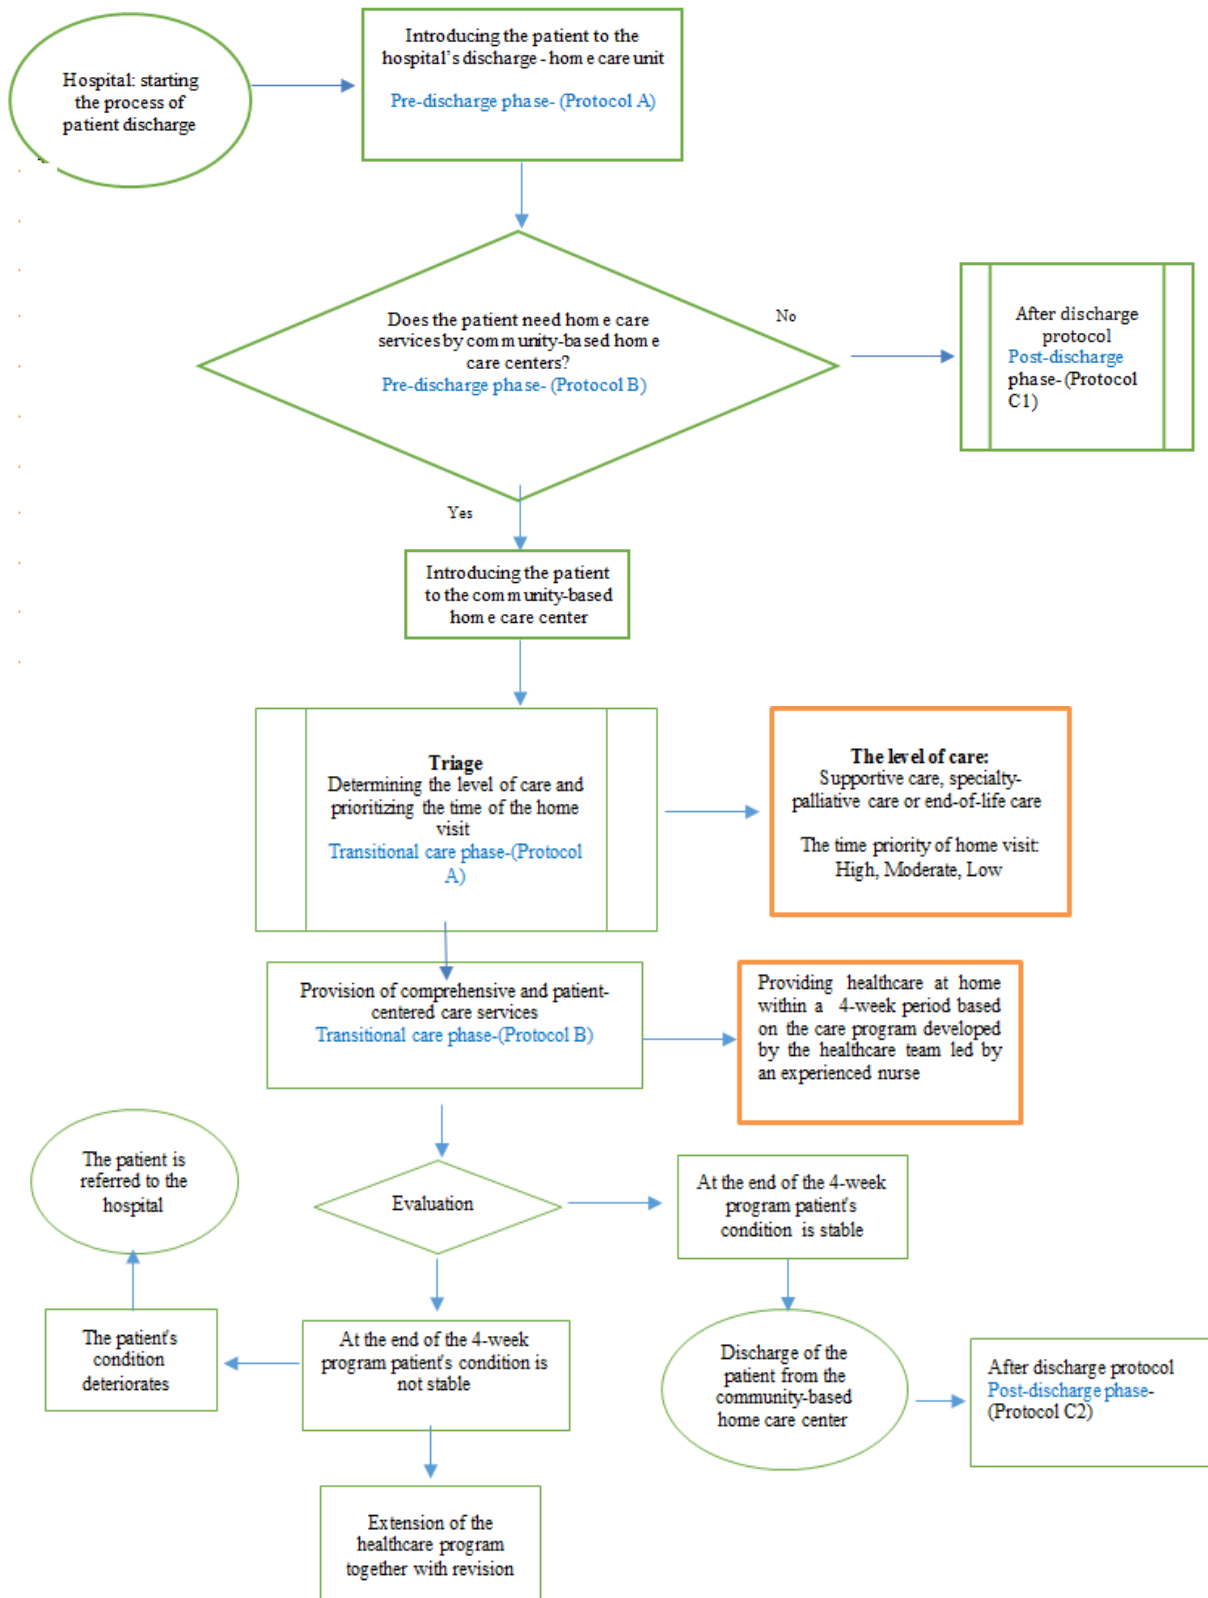 Hospital: starting
the process of
patient discharge
Introducing the patient to the
hospital's discharge - home care unit
Pre-discharge phase- (Protocol A)
Does the patient need home care
services by community-based home
care centers?
Pre-discharge phase- (Protocol B)
No
After discharge
protocol
Post-discharge
phase- (Protocol
C1)
Yes
Introducing the patient
to the community-based
home care center
Triage
Determining the level of care and
prioritizing the time of the home
visit
Transitional care phase-(Protocol
A)
The level of care:
Supportive care, specialty-
palliative care or end-of-life care
The time priority of home visit:
High, Moderate, Low
Provision of comprehensive and patient-
centered care services
Transitional care phase-(Protocol B)
Providing healthcare at home
within a 4-week period based
on the care program developed
by the healthcare team led by
an experienced nurse
The patient is
referred to the
hospital
Evaluation
At the end of the 4-week
program patient's
condition is stable
The patient's
condition
deteriorates
At the end of the 4-week
program patient's condition is
not stable
Discharge of the
patient from the
community-based
home care center
After discharge protocol
Post-discharge phase-
(Protocol C2)
Extension of the
healthcare program
together with revision